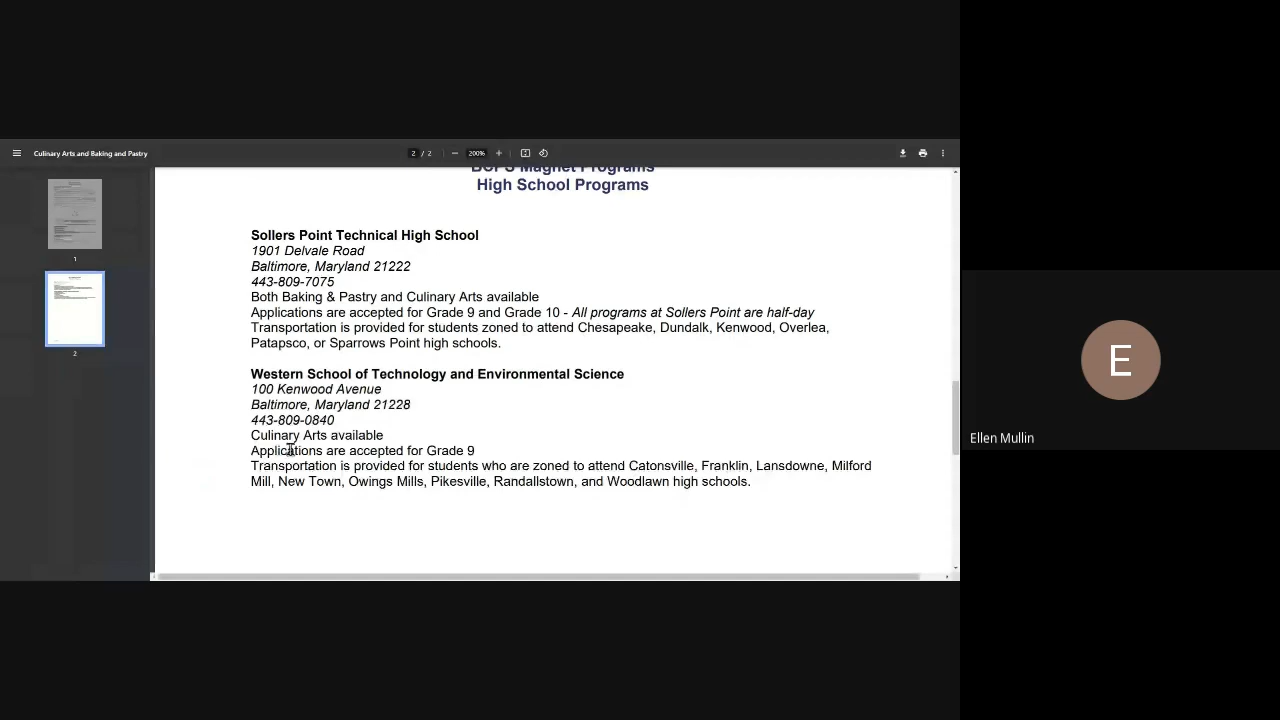 Culinary Arts and Baking and Pastry
2 / 2
200%
BCPS Magnet Programs
High School Programs
Sollers Point Technical High School
1901 Delvale Road
Baltimore, Maryland 21222
443-809-7075
Both Baking & Pastry and Culinary Arts available
Applications are accepted for Grade 9 and Grade 10 - All programs at Sollers Point are half-day
Transportation is provided for students zoned to attend Chesapeake, Dundalk, Kenwood, Overlea,
Patapsco, or Sparrows Point high schools.
Western School of Technology and Environmental Science
100 Kenwood Avenue
Baltimore, Maryland 21228
443-809-0840
Culinary Arts available
Applications are accepted for Grade 9
Transportation is provided for students who are zoned to attend Catonsville, Franklin, Lansdowne, Milford
Mill, New Town, Owings Mills, Pikesville, Randallstown, and Woodlawn high schools.
1
2
E
Ellen Mullin